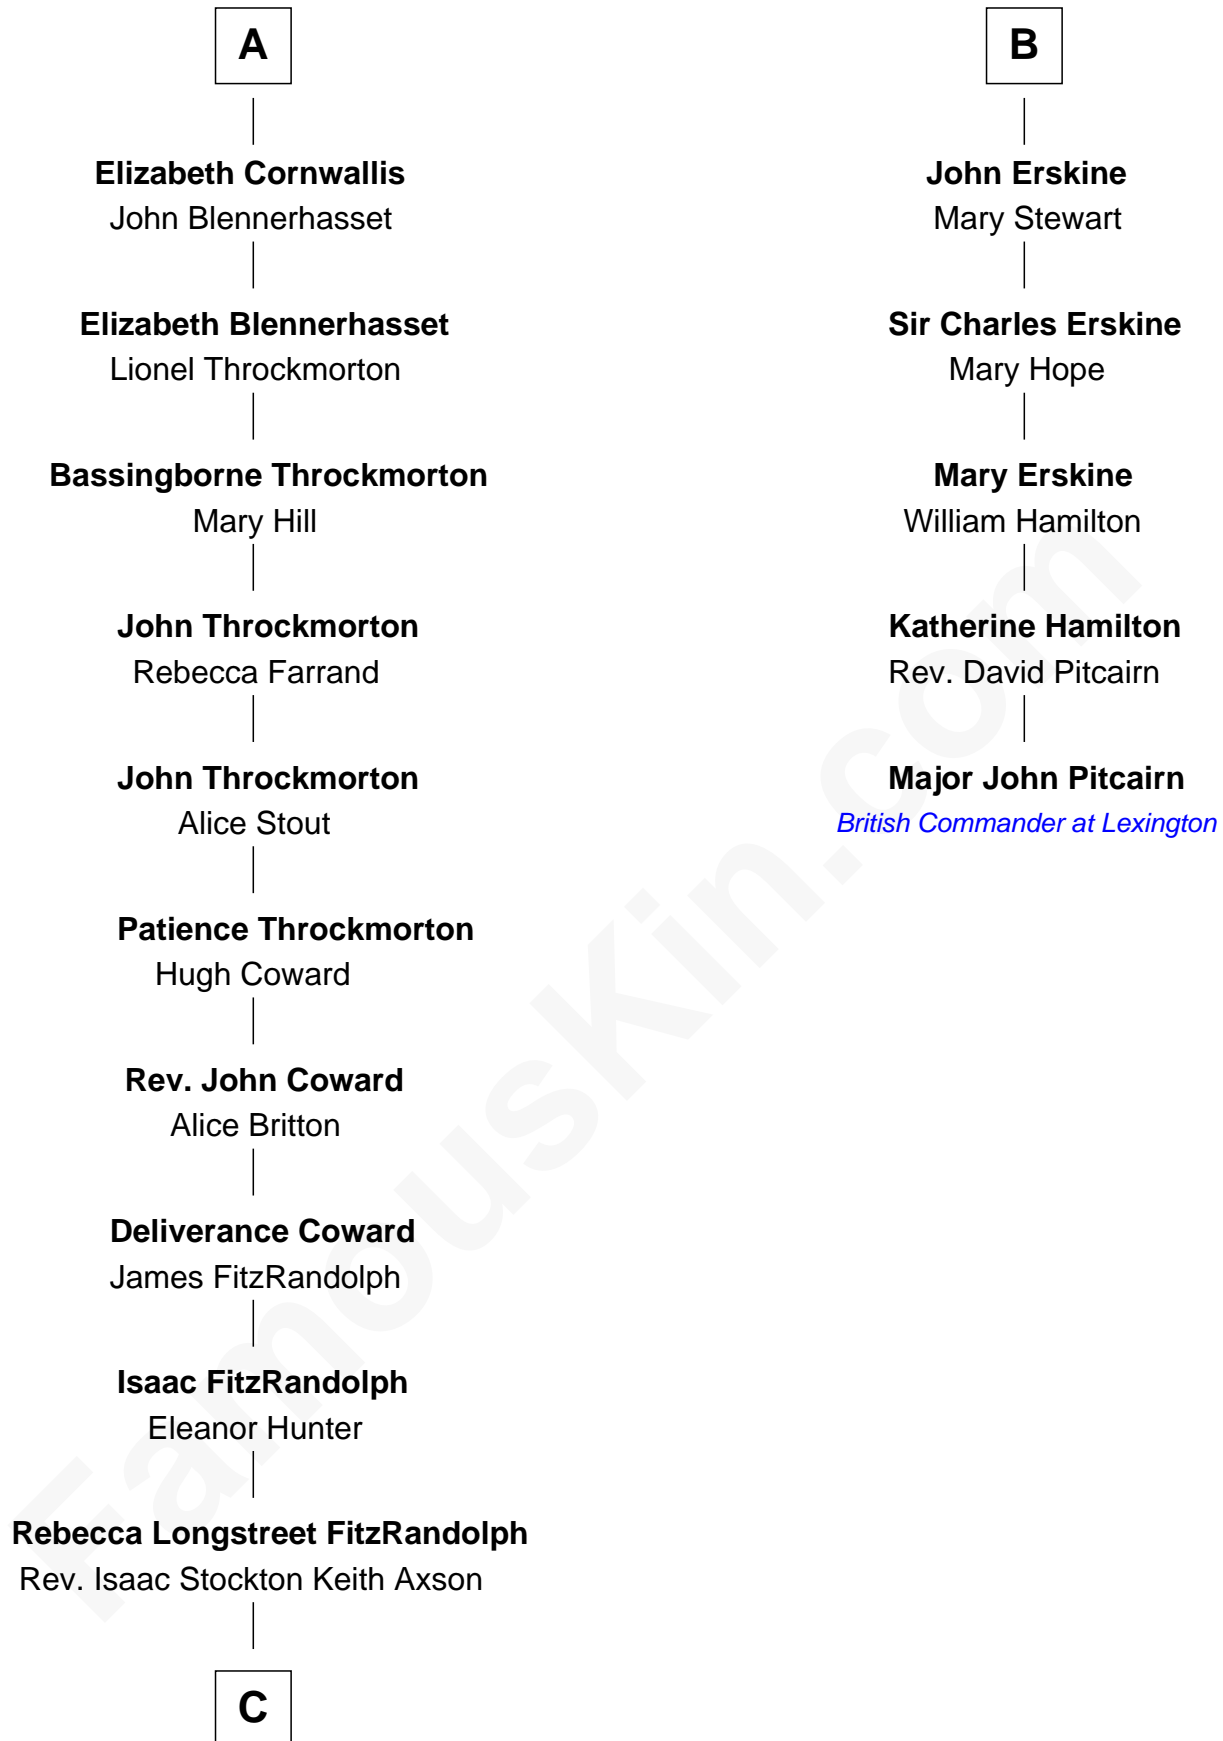 A
Elizabeth Cornwallis
John Blennerhasset
Elizabeth Blennerhasset
Lionel Throckmorton
Bassingborne Throckmorton
Mary Hill
John Throckmorton
Rebecca Farrand
John Throckmorton
Alice Stout
Patience Throckmorton
Hugh Coward
Rev. John Coward
Alice Britton
Deliverance Coward
James FitzRandolph
Isaac FitzRandolph
Eleanor Hunter
Rebecca Longstreet FitzRandolph
Rev. Isaac Stockton Keith Axson
C
B
John Erskine
Mary Stewart
Sir Charles Erskine
Mary Hope
Mary Erskine
William Hamilton
Katherine Hamilton
Rev. David Pitcairn
Major John Pitcairn
British Commander at Lexington
FamousKin.com